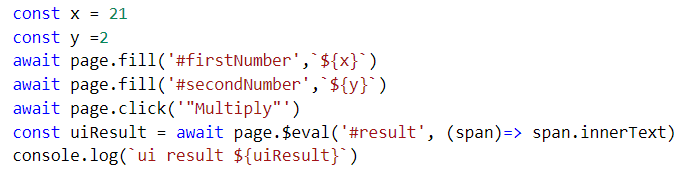 const x = 21
const y =2
await page.fill('#firstNumber',`${x}`)
await page.fill('#secondNumber',`${y}`)
await page.click('"Multiply"')
const uiResult = await page.$eval('#result', (span)=> span.innerText)
console.log(`ui result ${uiResult}`)